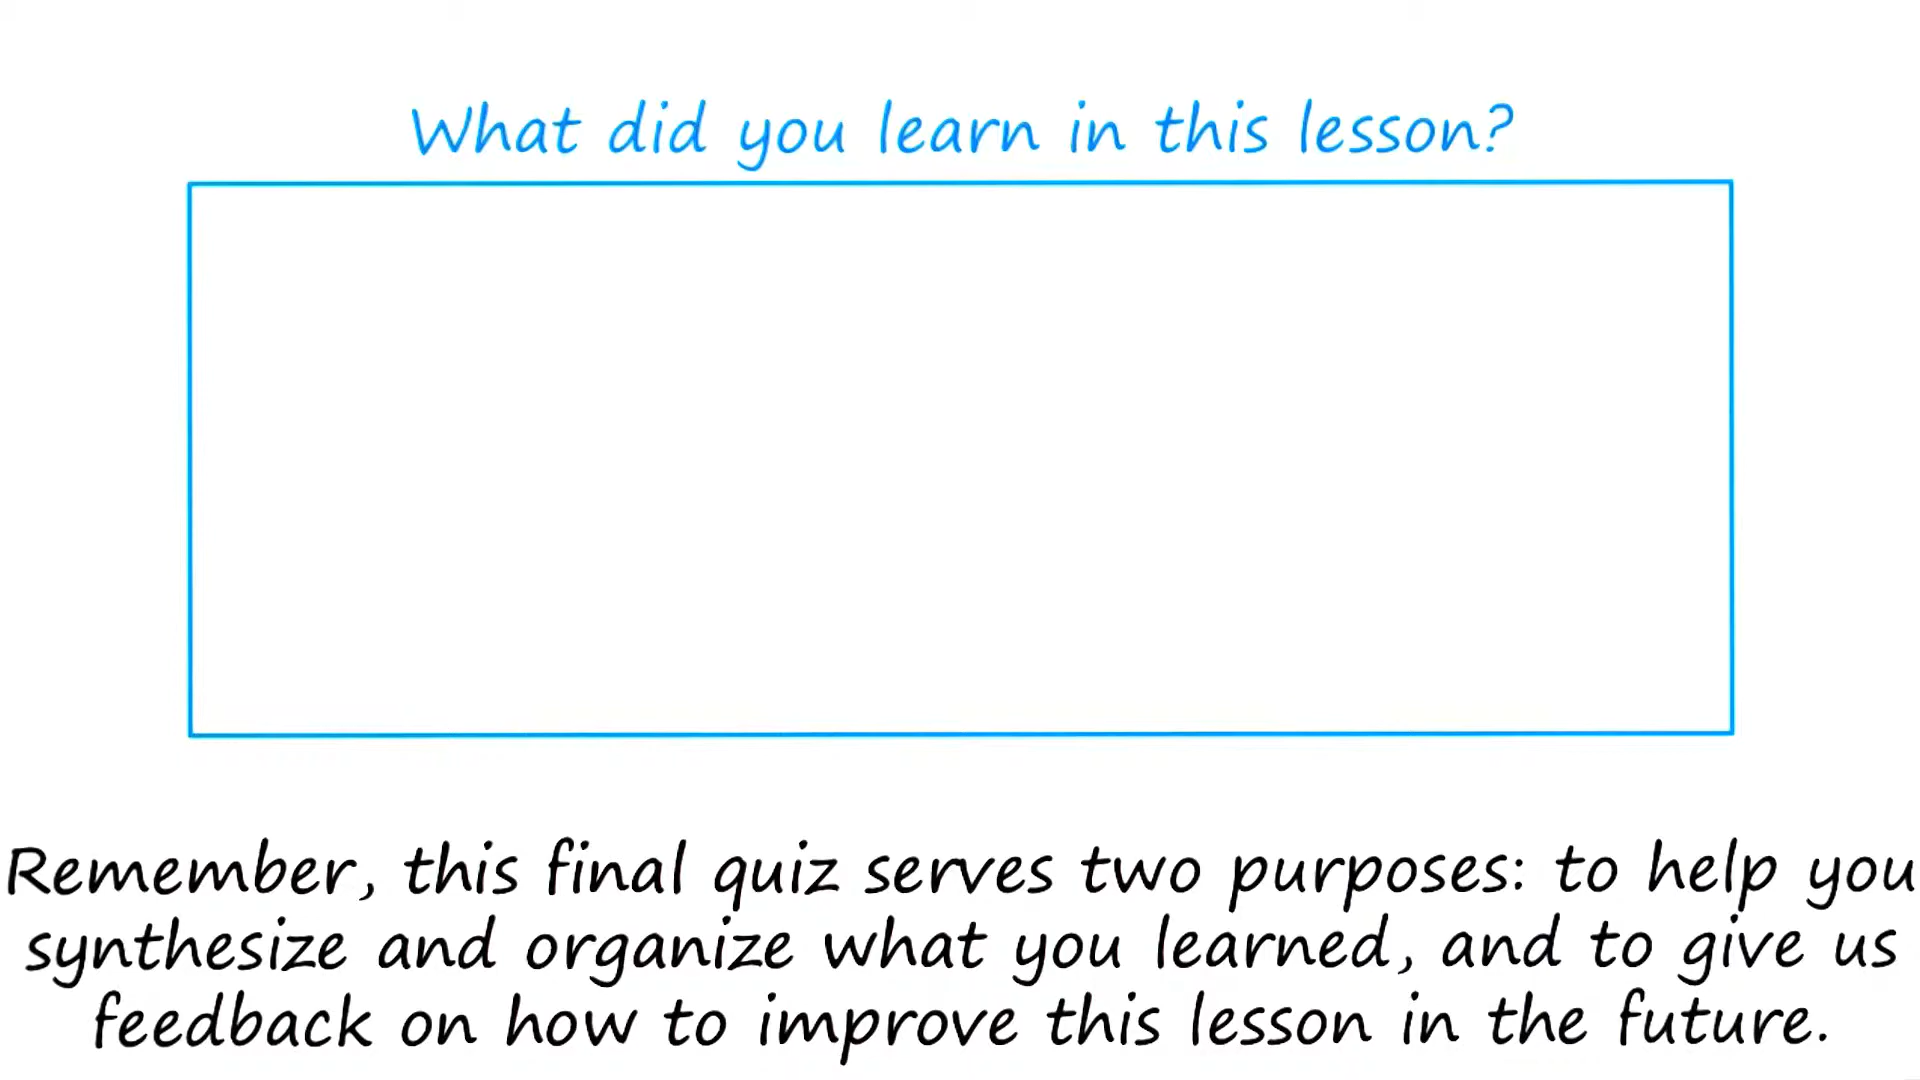 What did you learn in this lesson?
Remember, this final quiz serves two purposes: to help you
synthesize and organize what you learned, and to give us
feedback on how to improve this lesson in the future.